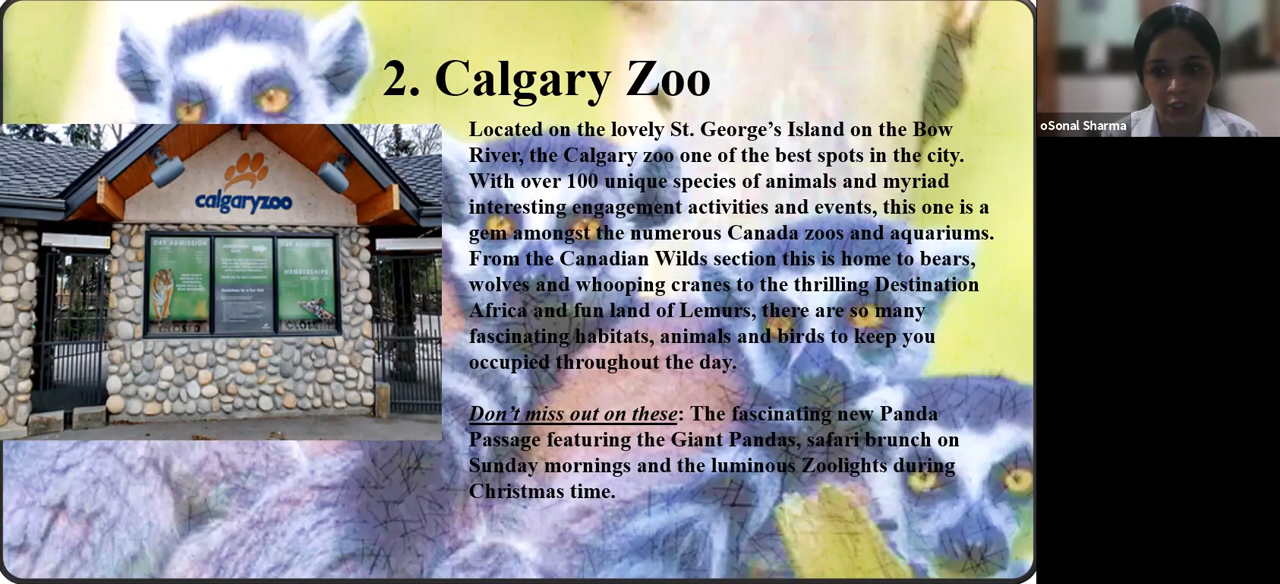 2. Calgary Zoo
Located on the lovely St. George's Island on the Bow
River, the Calgary zoo one of the best spots in the city.
With over 100 unique species of animals and myriad
interesting engagement activities and events, this one is a
gem amongst the numerous Canada zoos and aquariums.
From the Canadian Wilds section this is home to bears,
wolves and whooping cranes to the thrilling Destination
Africa and fun land of Lemurs, there are so many
fascinating habitats, animals and birds to keep you
occupied throughout the day.
Don't miss out on these: The fascinating new Panda
Passage featuring the Giant Pandas, safari brunch on
Sunday mornings and the luminous Zoolights during
Christmas time.
calgaryzoo
DAY ADMISSION
MEMBERSHIPS
CLOSED
oSonal Sharma